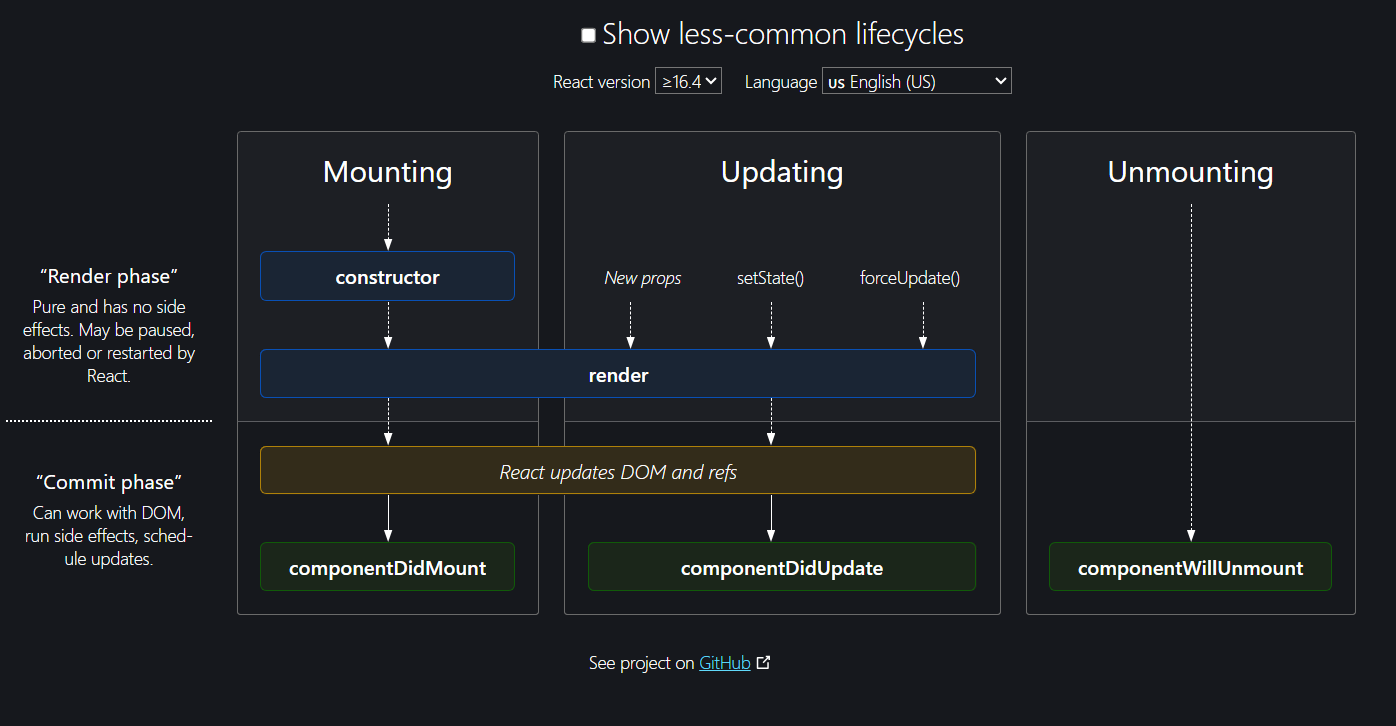 Show less-common lifecycles
React version ≥16.4 Language us English (US)
Mounting
Updating
Unmounting
“Render phase”
Pure and has no side
effects. May be paused,
aborted or restarted by
React.
constructor
New props
setState()
forceUpdate()
render
“Commit phase”
Can work with DOM,
run side effects, sched-
ule updates.
React updates DOM and refs
componentDidMount
componentDidUpdate
componentWillUnmount
See project on GitHub